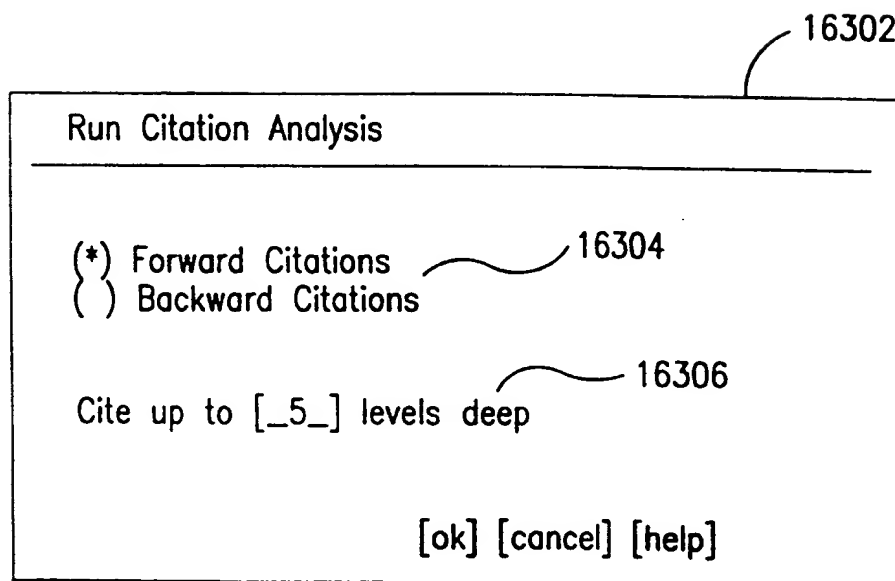 16302
Run Citation Analysis
(*) Forward Citations
16304
( ) Backward Citations
16306
Cite up to [_5_] levels deep
[ok] [cancel] [help]